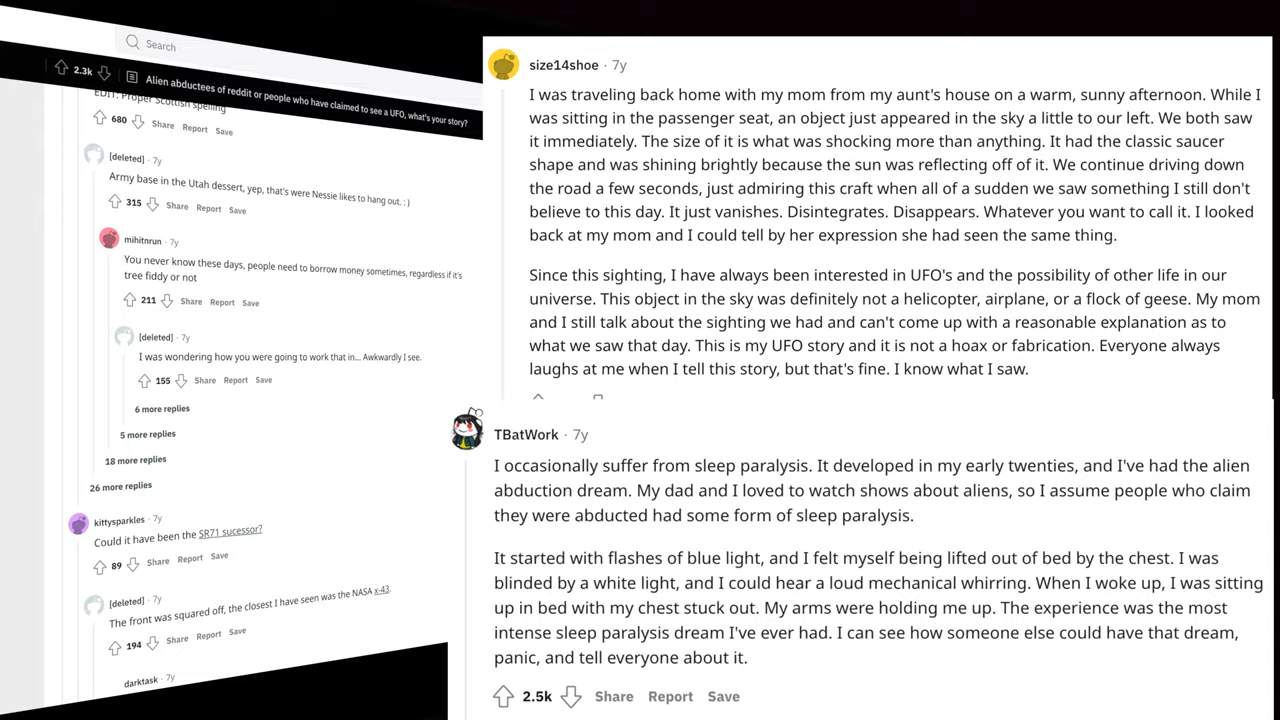 Search
2.3k
Alien abductees of reddit or people who have claimed to see a UFO, what's your story?
EDIT: Proper Scottish spelling
680 Share Report Save
[deleted] · 7y
Army base in the Utah dessert, yep, that's were Nessie likes to hang out. : )
315 Share Report Save
mihitnrun · 7y
You never know these days, people need to borrow money sometimes, regardless if it's
tree fiddy or not
211 Share Report Save
[deleted] · 7y
I was wondering how you were going to work that in... Awkwardly I see.
155 Share Report Save
6 more replies
5 more replies
18 more replies
26 more replies
kittysparkles · 7y
Could it have been the SR71 sucessor?
89 Share Report Save
[deleted] · 7y
The front was squared off, the closest I have seen was the NASA x-43.
194 Share Report Save
darktask · 7y
size14shoe · 7y
I was traveling back home with my mom from my aunt's house on a warm, sunny afternoon. While I
was sitting in the passenger seat, an object just appeared in the sky a little to our left. We both saw
it immediately. The size of it is what was shocking more than anything. It had the classic saucer
shape and was shining brightly because the sun was reflecting off of it. We continue driving down
the road a few seconds, just admiring this craft when all of a sudden we saw something I still don't
believe to this day. It just vanishes. Disintegrates. Disappears. Whatever you want to call it. I looked
back at my mom and I could tell by her expression she had seen the same thing.
Since this sighting, I have always been interested in UFO's and the possibility of other life in our
universe. This object in the sky was definitely not a helicopter, airplane, or a flock of geese. My mom
and I still talk about the sighting we had and can't come up with a reasonable explanation as to
what we saw that day. This is my UFO story and it is not a hoax or fabrication. Everyone always
laughs at me when I tell this story, but that's fine. I know what I saw.
TBatWork · 7y
I occasionally suffer from sleep paralysis. It developed in my early twenties, and I've had the alien
abduction dream. My dad and I loved to watch shows about aliens, so I assume people who claim
they were abducted had some form of sleep paralysis.
It started with flashes of blue light, and I felt myself being lifted out of bed by the chest. I was
blinded by a white light, and I could hear a loud mechanical whirring. When I woke up, I was sitting
up in bed with my chest stuck out. My arms were holding me up. The experience was the most
intense sleep paralysis dream I've ever had. I can see how someone else could have that dream,
panic, and tell everyone about it.
2.5k Share Report Save